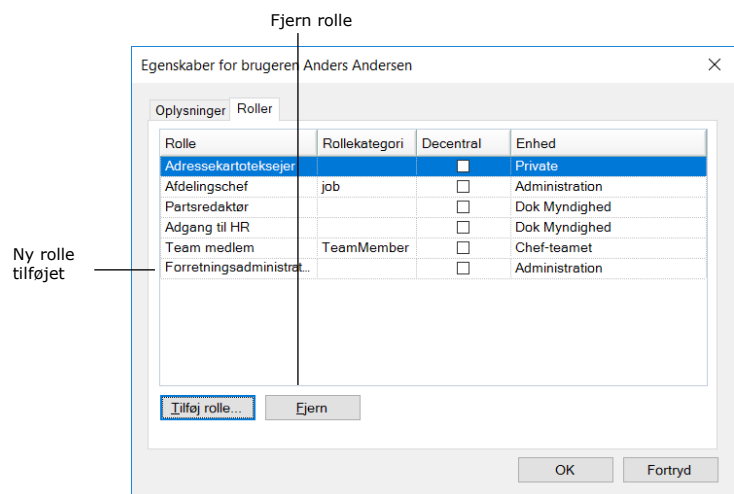 Fjern rolle
Egenskaber for brugeren Anders Andersen
Oplysninger Roller
Rolle Rollekategori Decentral Enhed
Adressekartoteksejer Private
Afdelingschef job Administration
Partsredaktør Dok Myndighed
Adgang til HR Dok Myndighed
Team medlem TeamMember Chef-teamet
Forretningsadministrat... Administration
Ny rolle
tilføjet
Tilføj rolle... Fjern
OK Fortryd